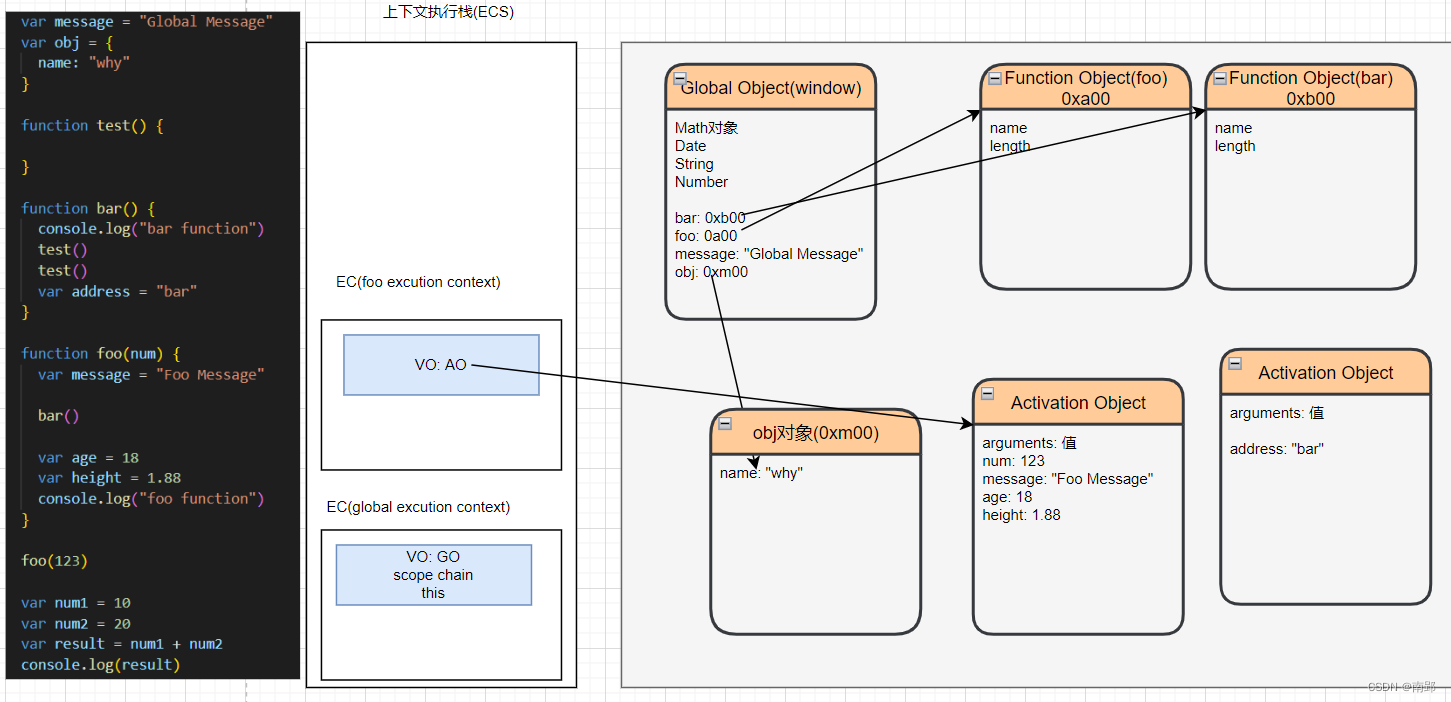 var message = "Global Message"
var obj = {
name: "why"
}
function test() {
}
function bar() {
console.log("bar function")
test()
test()
var address = "bar"
}
function foo(num) {
var message = "Foo Message"
bar()
var age = 18
var height = 1.88
console.log("foo function")
}
foo(123)
var num1 = 10
var num2 = 20
var result = num1 + num2
console.log(result)
上下文执行栈(ECS)
EC(foo excution context)
VO: AO
EC(global excution context)
VO: GO
scope chain
this
Global Object(window)
Math对象
Date
String
Number
bar: 0xb00
foo: 0a00
message: "Global Message"
obj: 0xm00
Function Object(foo)
0xa00
name
length
Function Object(bar)
0xb00
name
length
obj对象(0xm00)
name: "why"
Activation Object
arguments: 值
num: 123
message: "Foo Message"
age: 18
height: 1.88
Activation Object
arguments: 值
address: "bar"
CSDN @南郢